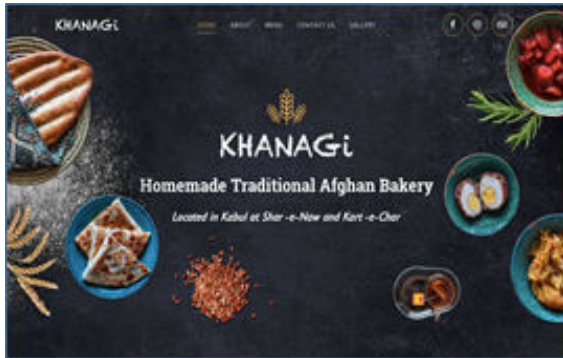 KHANAGi
HOME ABOUT MENU CONTACT US GALLERY
KHANAGi
Homemade Traditional Afghan Bakery
Located in Kabul at Shar -e-Now and Kart -e-Char